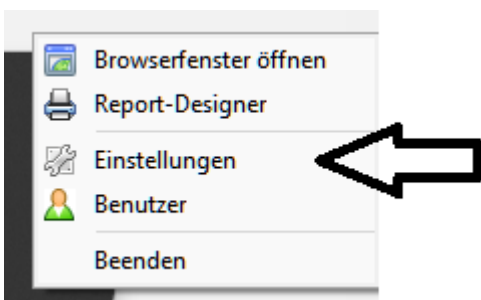 Browserfenster öffnen
Report-Designer
Einstellungen
Benutzer
Beenden